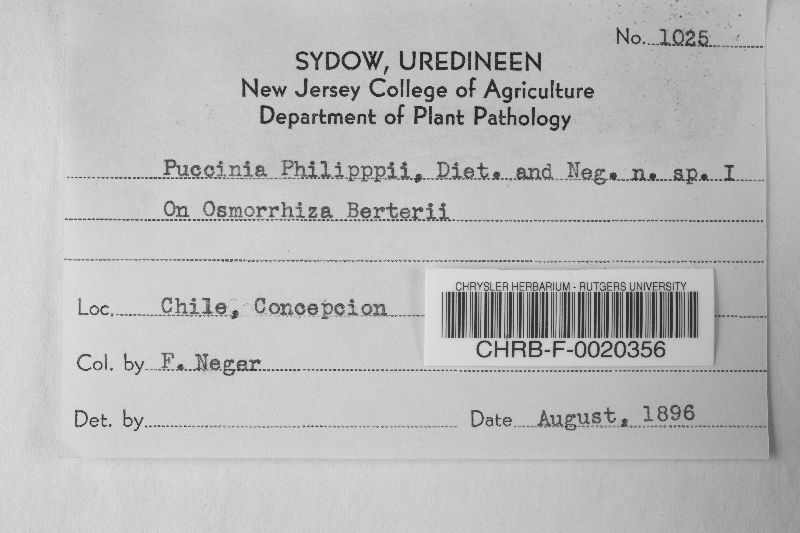 No. 1025
SYDOW, UREDINEEN
New Jersey College of Agriculture
Department of Plant Pathology
Puccinia Philipppii, Diet. and Neg. n. sp. I
On Osmorrhiza Berterii
Loc. Chile, Concepcion
CHRYSLER HERBARIUM - RUTGERS UNIVERSITY
CHRB-F-0020356
Col. by F. Neger
Det. by
Date August, 1896